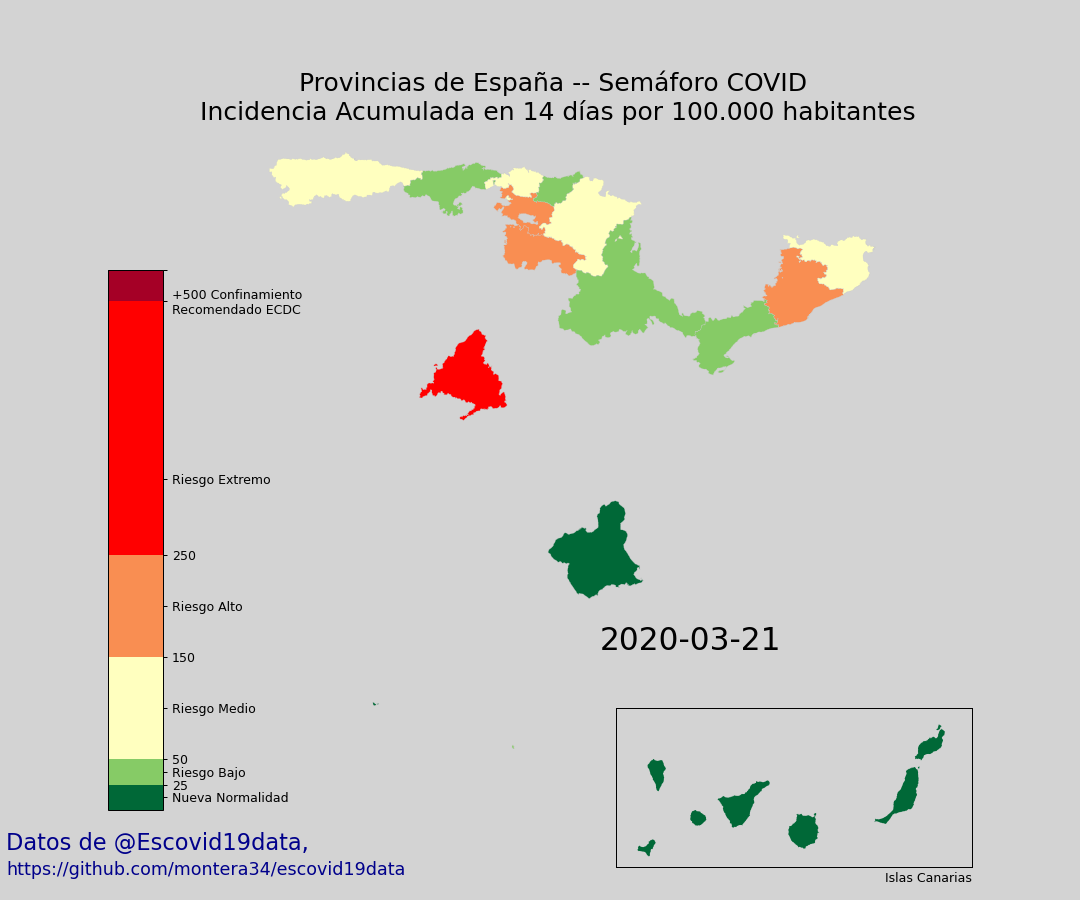 Provincias de España -- Semáforo COVID
Incidencia Acumulada en 14 días por 100.000 habitantes
+500 Confinamiento
Recomendado ECDC
Riesgo Extremo
250
Riesgo Alto
150
Riesgo Medio
50
Riesgo Bajo
25
Nueva Normalidad
2020-03-21
Islas Canarias
Datos de @Escovid19data,
https://github.com/montera34/escovid19data